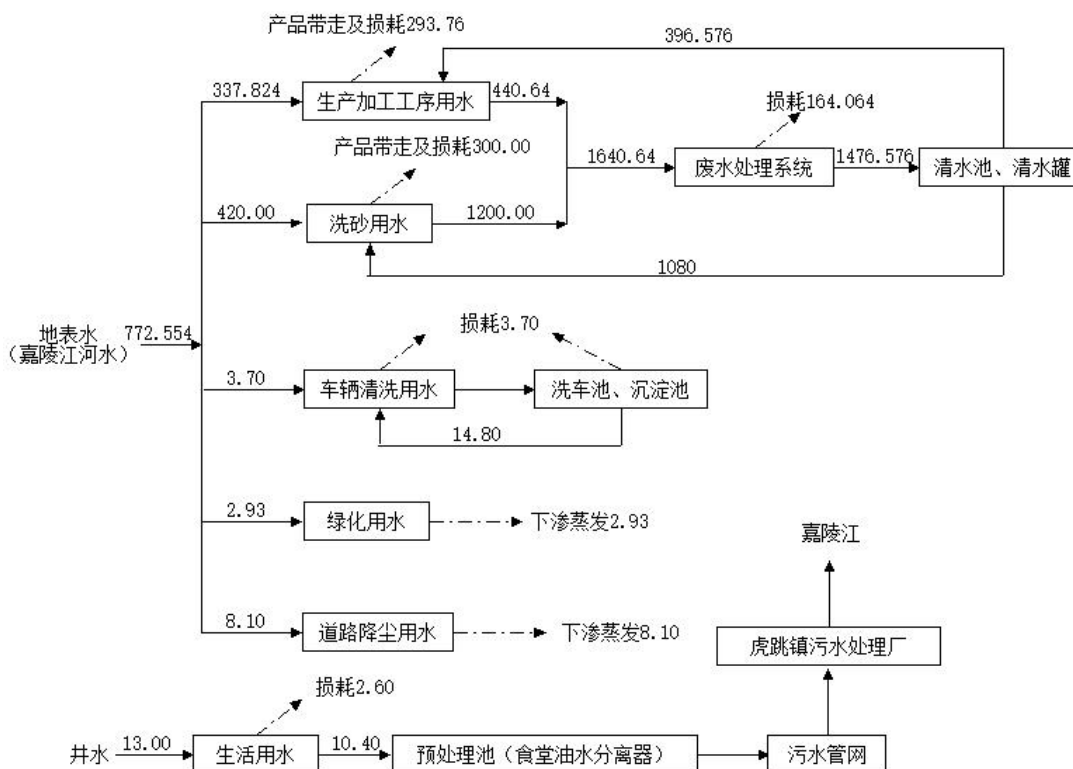 产品带走及损耗293.76
396.576
337.824
生产加工工序用水
440.64
损耗164.064
产品带走及损耗300.00
1640.64
废水处理系统
1476.576
清水池、清水罐
420.00
洗砂用水
1200.00
1080
地表水
（嘉陵江河水）
772.554
损耗3.70
3.70
车辆清洗用水
洗车池、沉淀池
14.80
2.93
绿化用水
下渗蒸发2.93
嘉陵江
8.10
道路降尘用水
下渗蒸发8.10
虎跳镇污水处理厂
损耗2.60
井水
13.00
生活用水
10.40
预处理池（食堂油水分离器）
污水管网